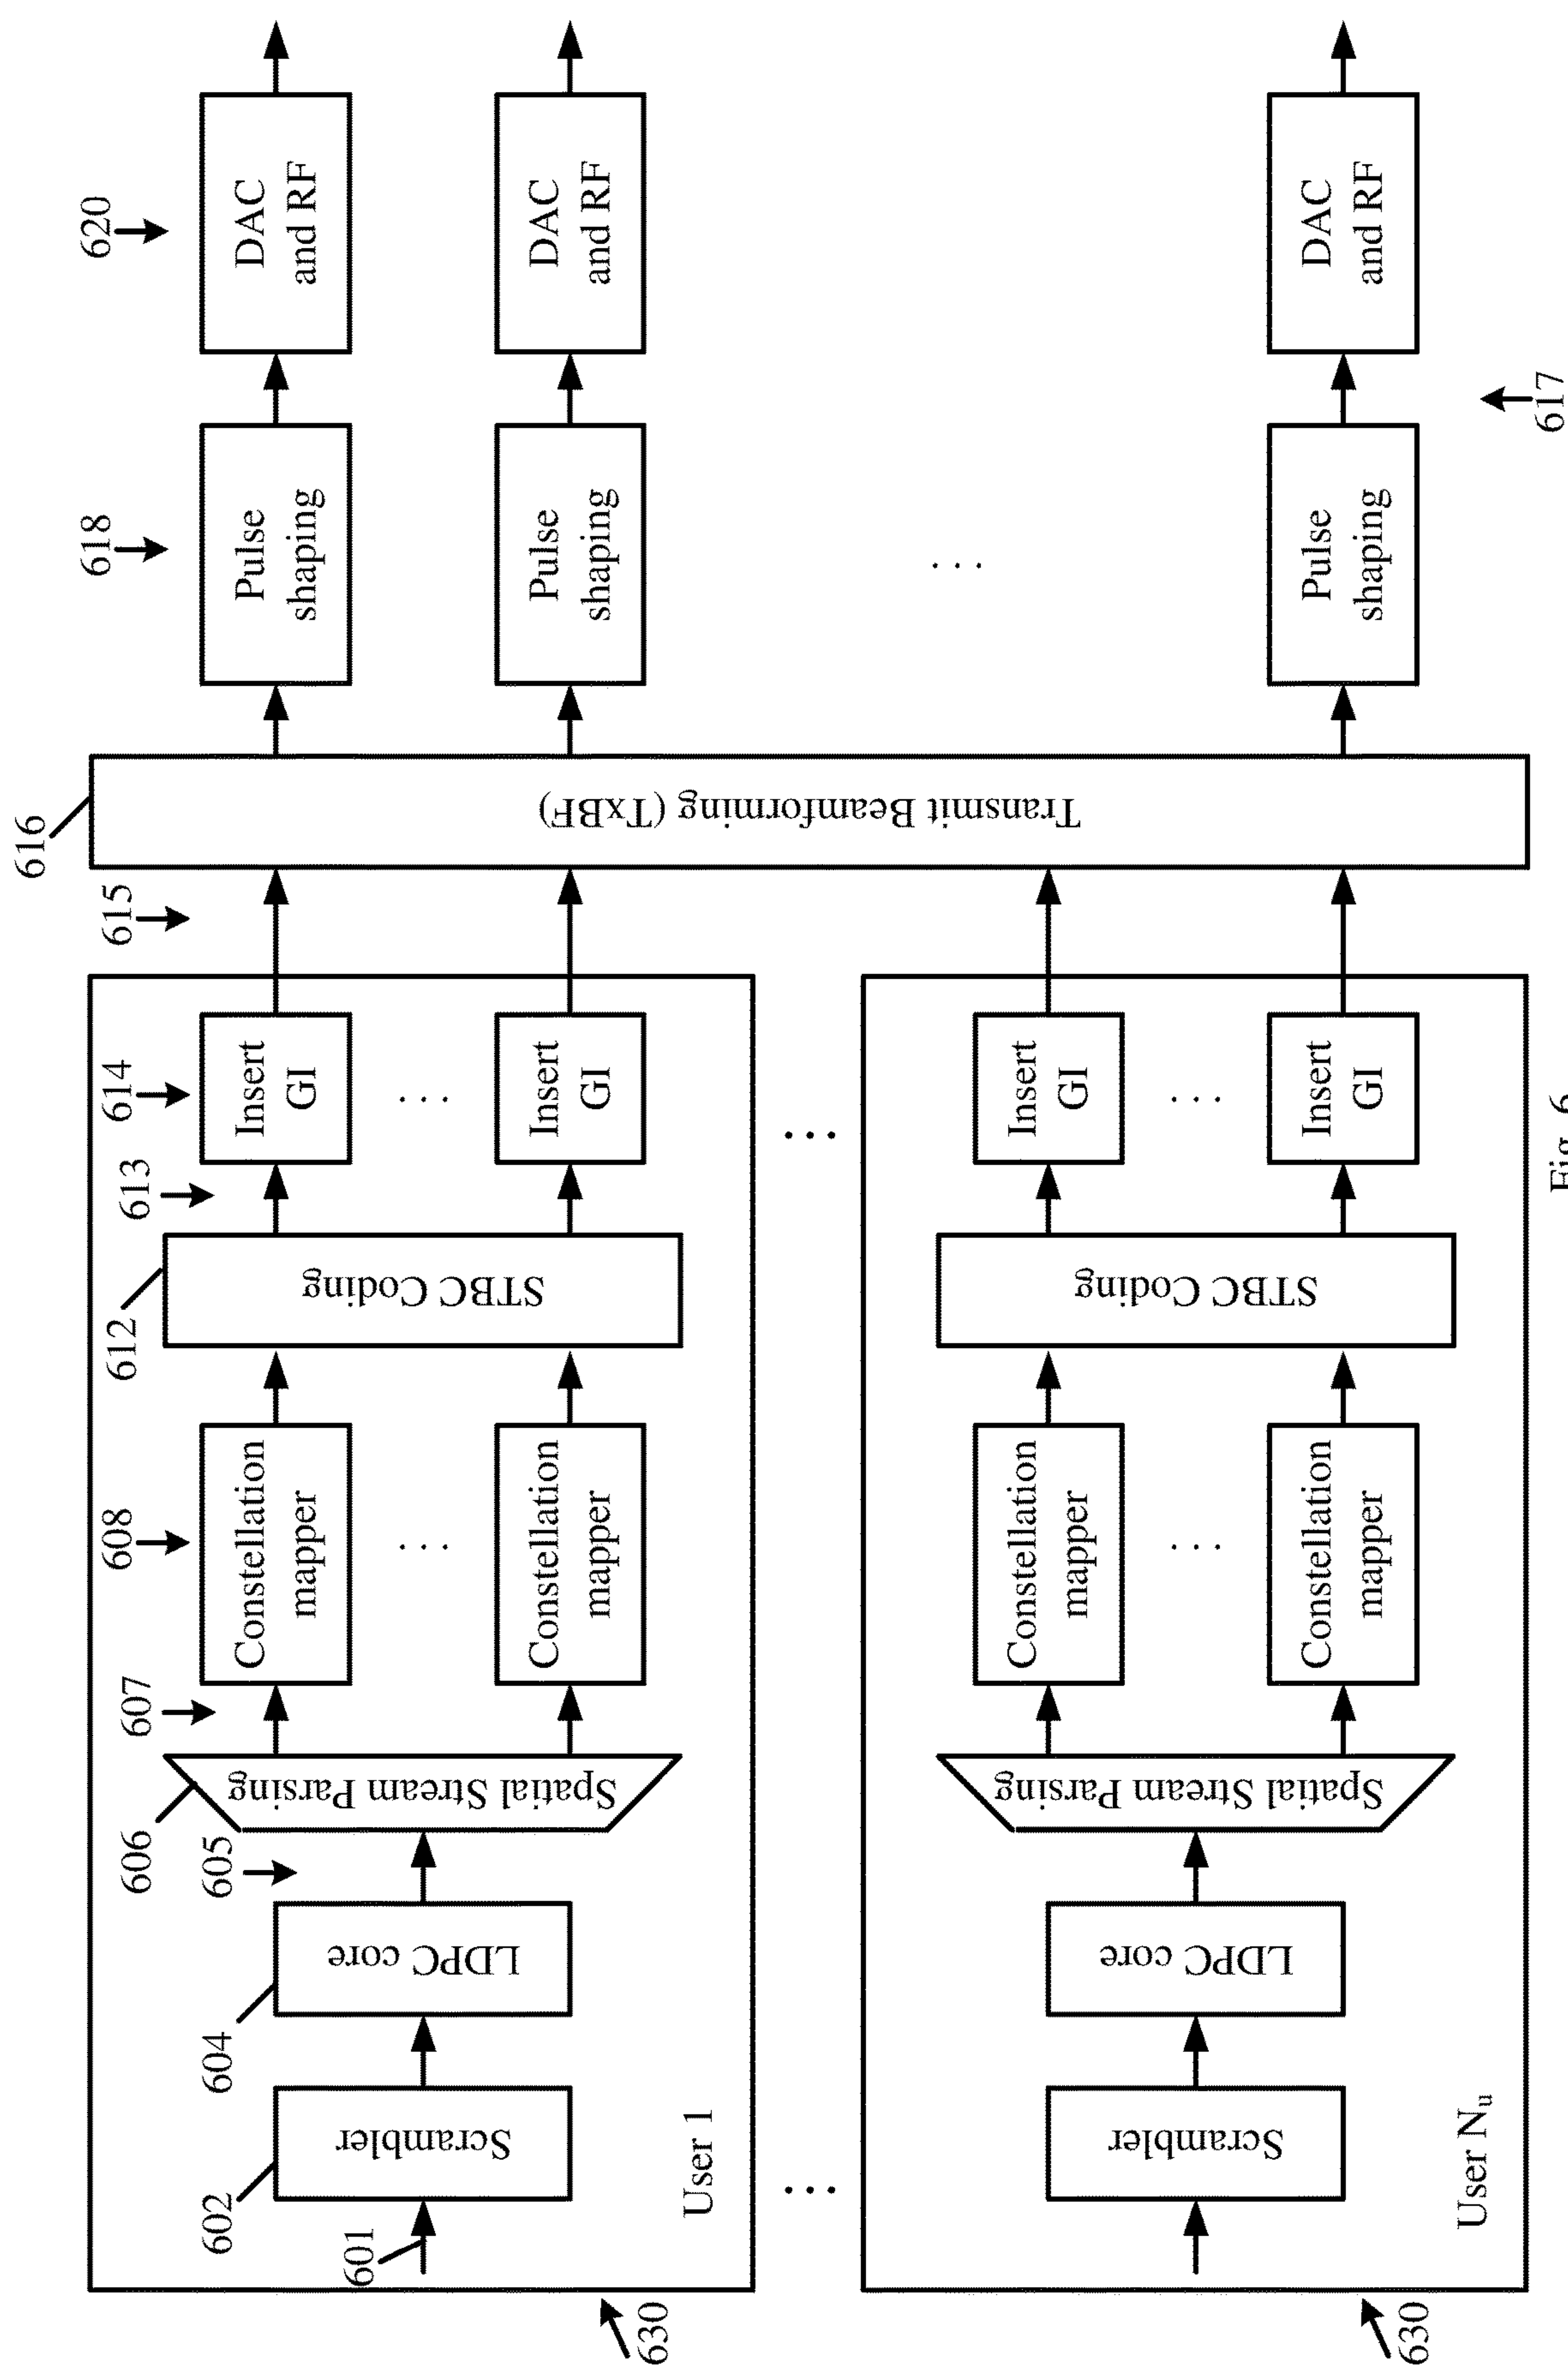 601
602
Scrambler
604
LDPC core
605
606
Spatial Stream Parsing
607
608
Constellation
mapper
...
Constellation
mapper
612
STBC Coding
613
614
Insert
GI
...
Insert
GI
User 1
630
...
...
Scrambler
LDPC core
Spatial Stream Parsing
Constellation
mapper
...
Constellation
mapper
STBC Coding
Insert
GI
...
Insert
GI
User Nu
630
615
616
Transmit Beamforming (TxBF)
618
Pulse
shaping
620
DAC
and RF
Pulse
shaping
DAC
and RF
...
Pulse
shaping
DAC
and RF
617
Fig. 6